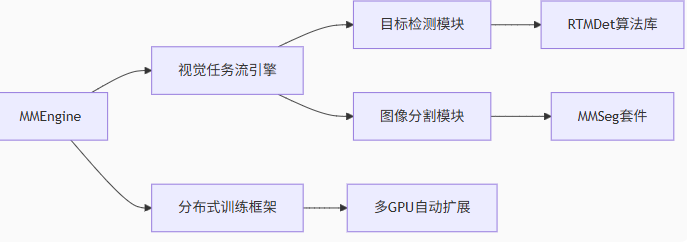 目标检测模块
RTMDet算法库
视觉任务流引擎
MMEngine
图像分割模块
MMSeg套件
分布式训练框架
多GPU自动扩展